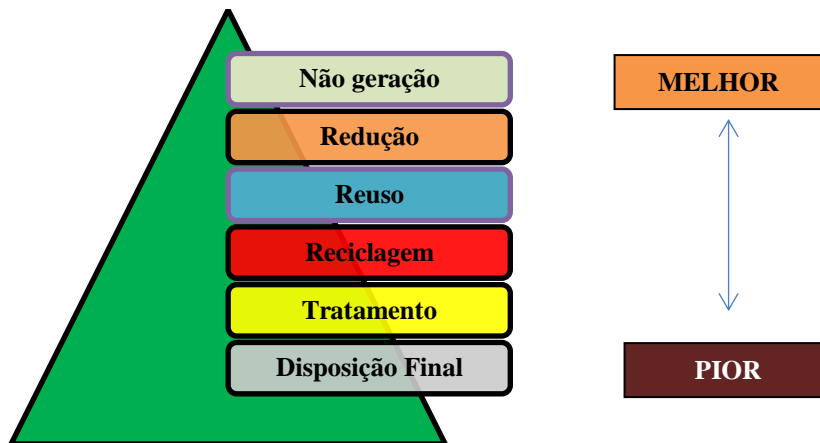 Não geração
MELHOR
Redução
Reuso
Reciclagem
Tratamento
Disposição Final
PIOR